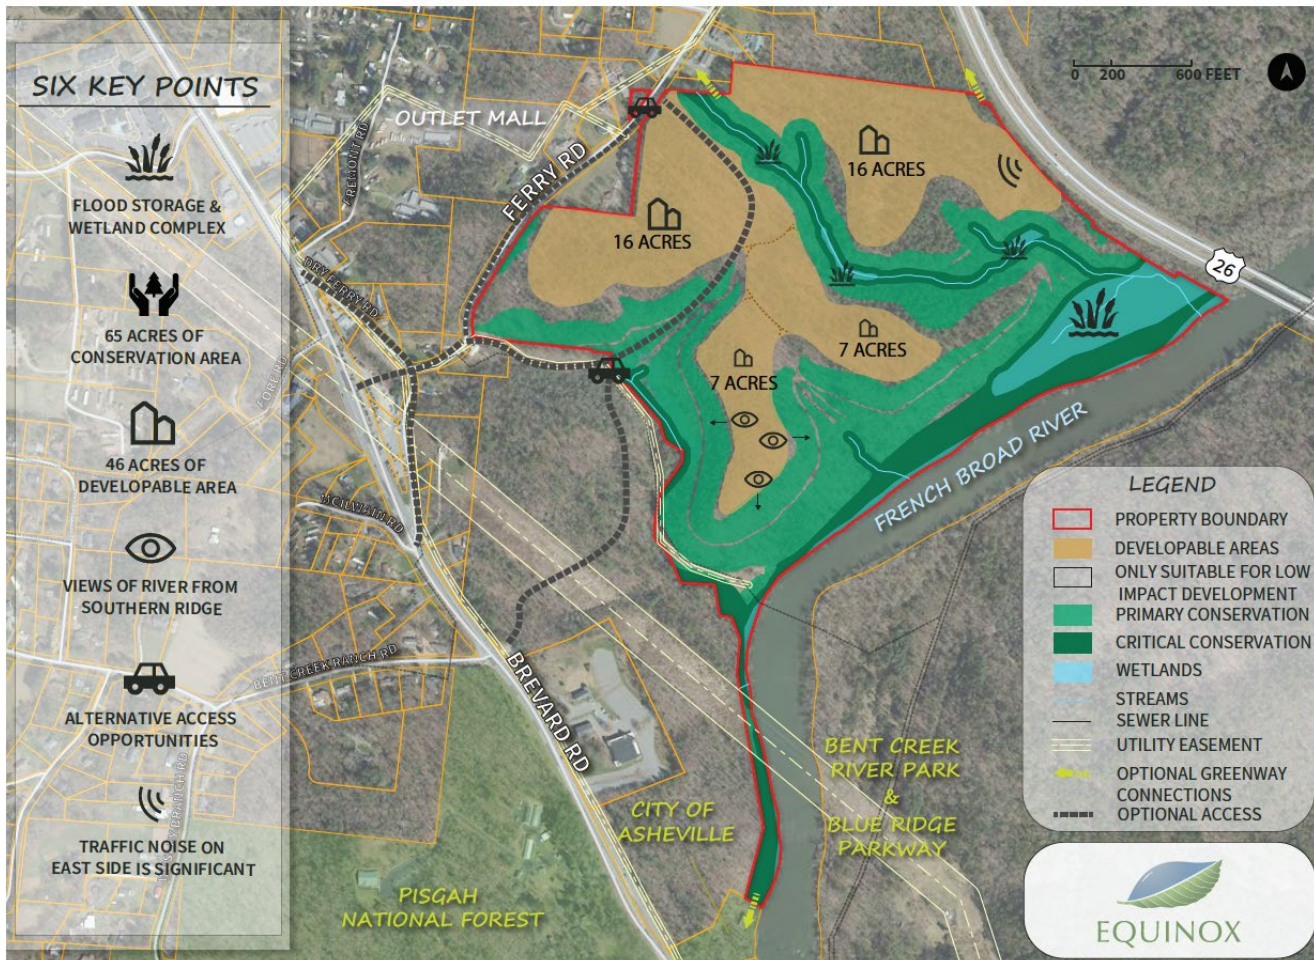 SIX KEY POINTS
FLOOD STORAGE &
WETLAND COMPLEX
65 ACRES OF
CONSERVATION AREA
46 ACRES OF
DEVELOPABLE AREA
VIEWS OF RIVER FROM
SOUTHERN RIDGE
ALTERNATIVE ACCESS
OPPORTUNITIES
TRAFFIC NOISE ON
EAST SIDE IS SIGNIFICANT
OUTLET MALL
FREMONT RD
FERRY RD
DRY FERRY RD
CORE RD
MCILWAIN RD
BENT CREEK RANCH RD
BREVARD RD
16 ACRES
16 ACRES
7 ACRES
7 ACRES
26
FRENCH BROAD RIVER
BENT CREEK
RIVER PARK
&
BLUE RIDGE
PARKWAY
CITY OF
ASHEVILLE
PISGAH
NATIONAL FOREST
0 200 600 FEET
LEGEND
PROPERTY BOUNDARY
DEVELOPABLE AREAS
ONLY SUITABLE FOR LOW
IMPACT DEVELOPMENT
PRIMARY CONSERVATION
CRITICAL CONSERVATION
WETLANDS
STREAMS
SEWER LINE
UTILITY EASEMENT
OPTIONAL GREENWAY
CONNECTIONS
OPTIONAL ACCESS
EQUINOX